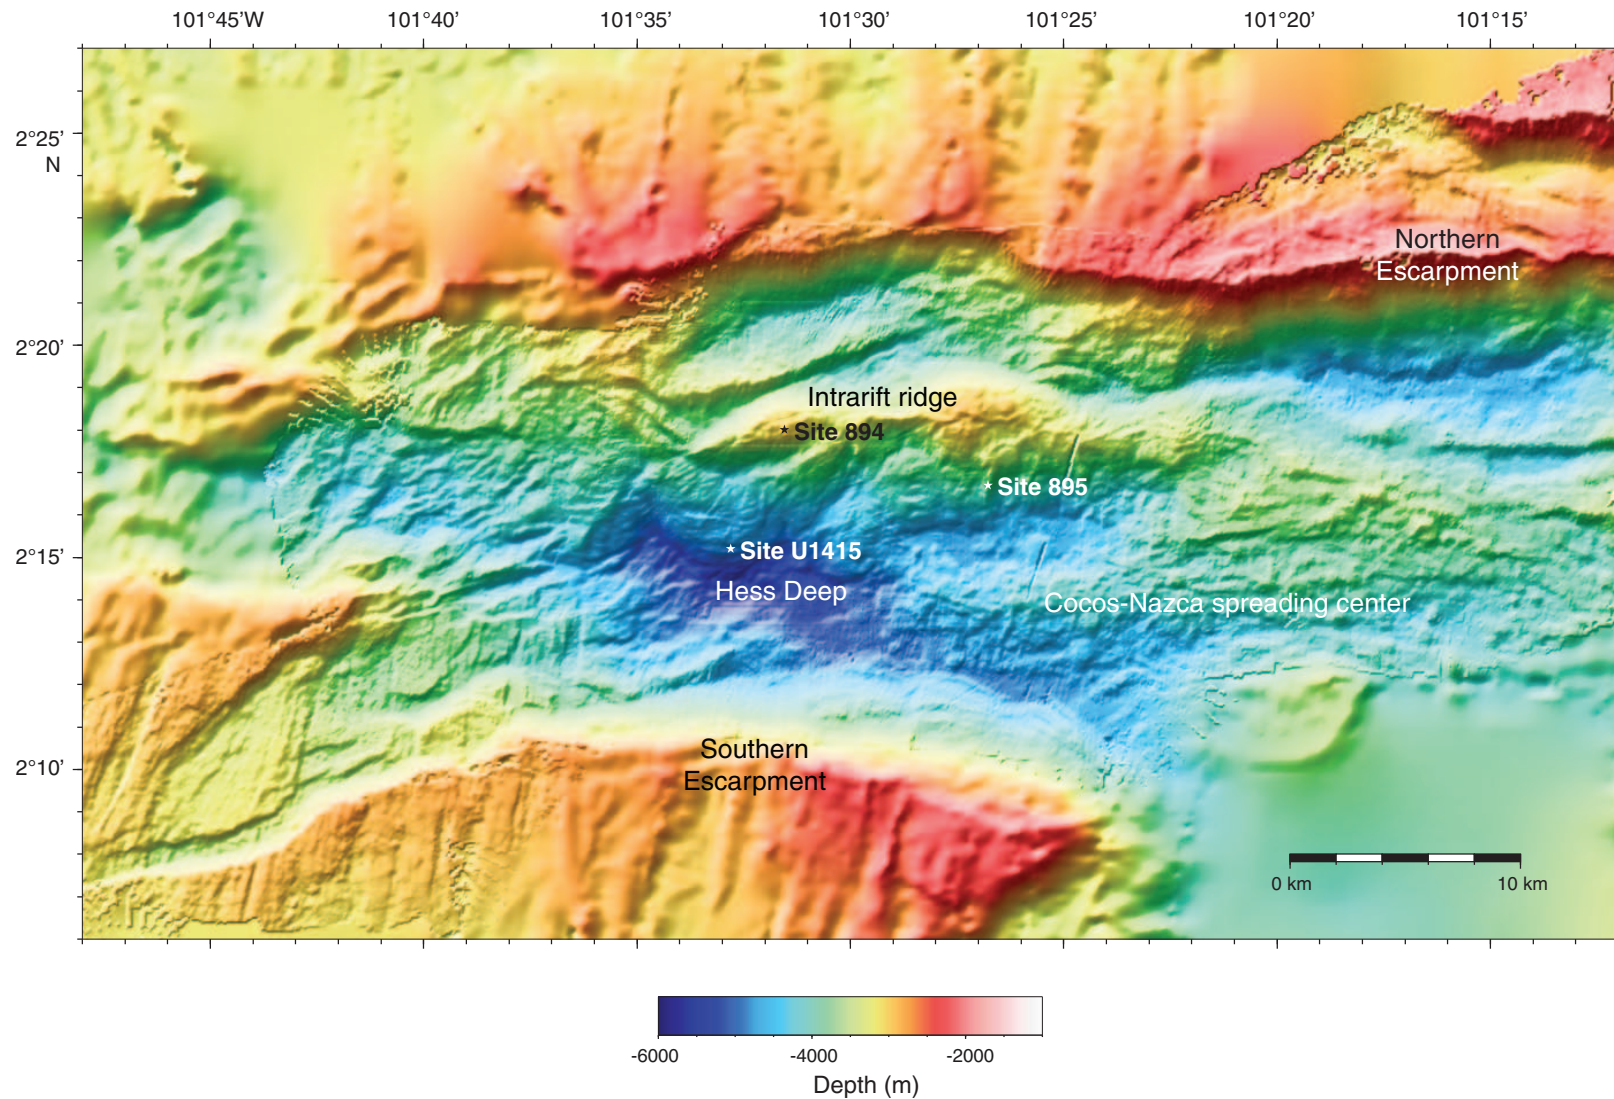 101°45'W 101°40' 101°35' 101°30' 101°25' 101°20' 101°15'
2°25'
N
Northern
Escarpment
2°20'
Intrarift ridge
Site 894
Site 895
2°15'
Site U1415
Hess Deep
Cocos-Nazca spreading center
Southern
Escarpment
2°10'
0 km 10 km
-6000 -4000 -2000
Depth (m)